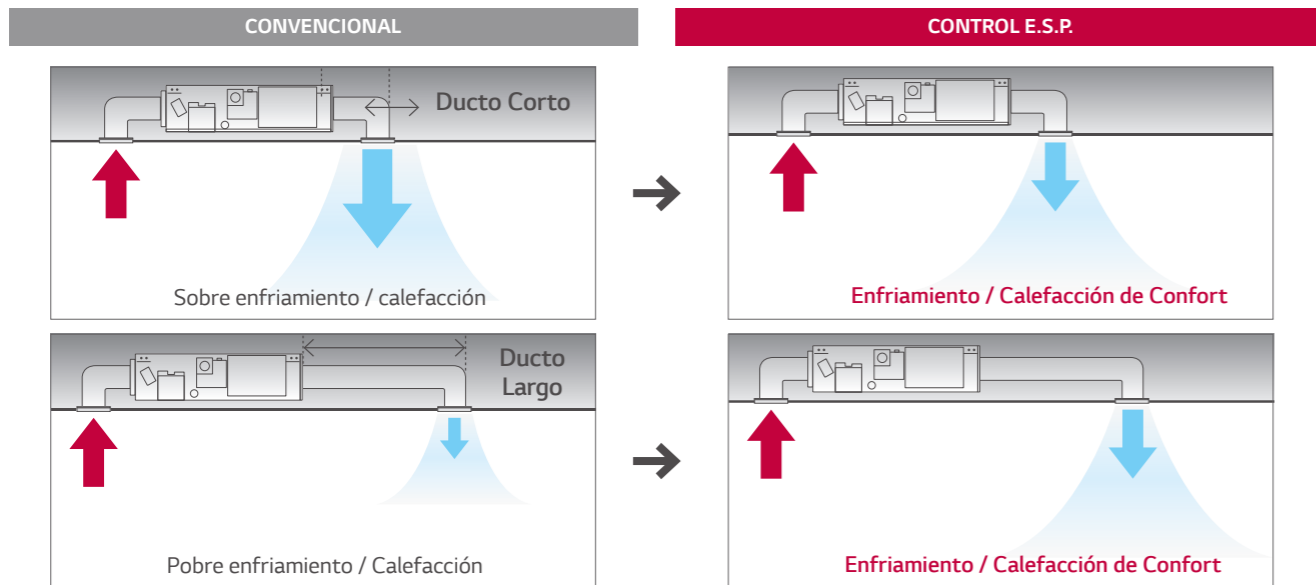 CONVENCIONAL
CONTROL E.S.P.
Ducto Corto
Sobre enfriamiento / calefacción
Enfriamiento / Calefacción de Confort
Ducto
Largo
Pobre enfriamiento / Calefacción
Enfriamiento / Calefacción de Confort